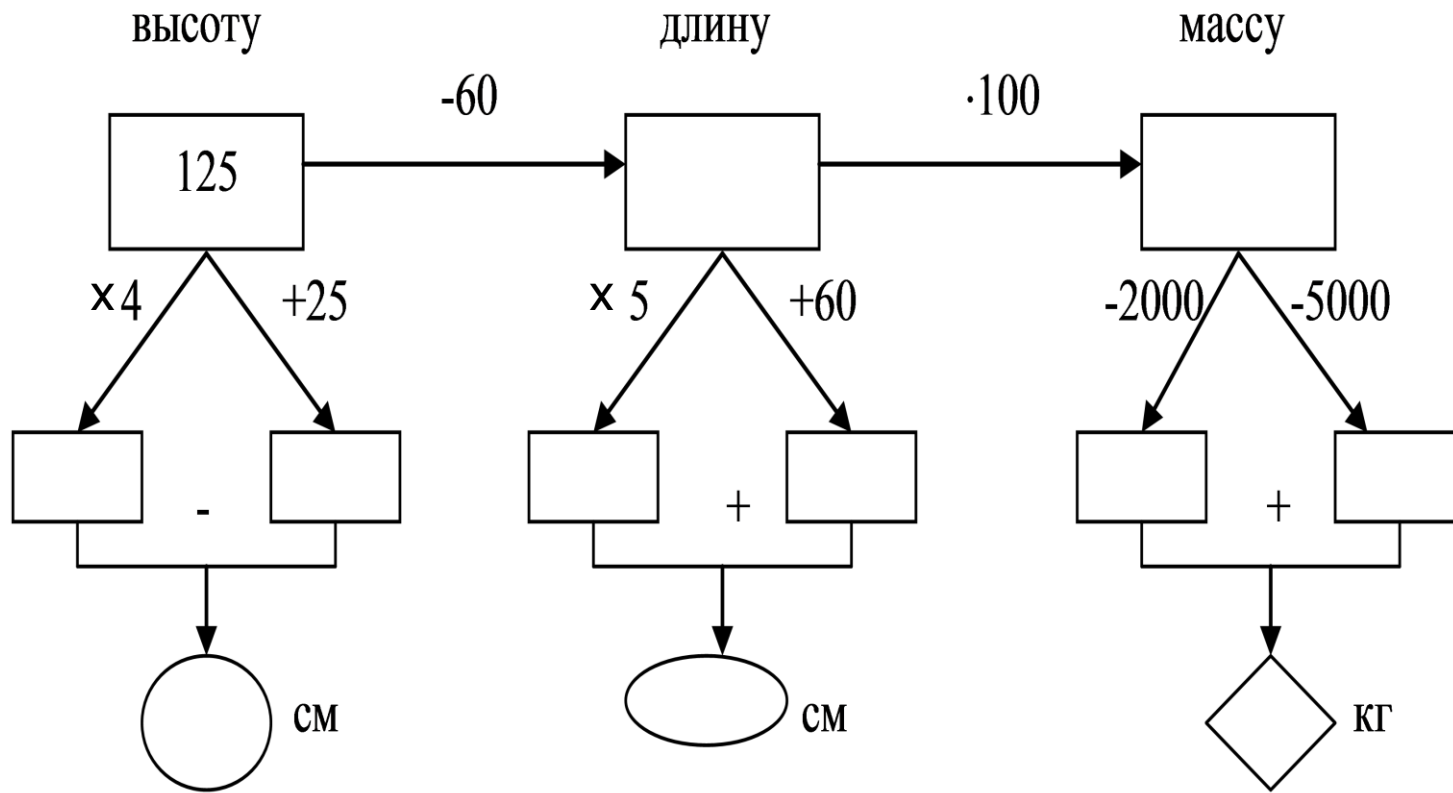 высоту длину массу
-60 ·100
125
х4 +25 х 5 +60 -2000 -5000
- + +
см см кг